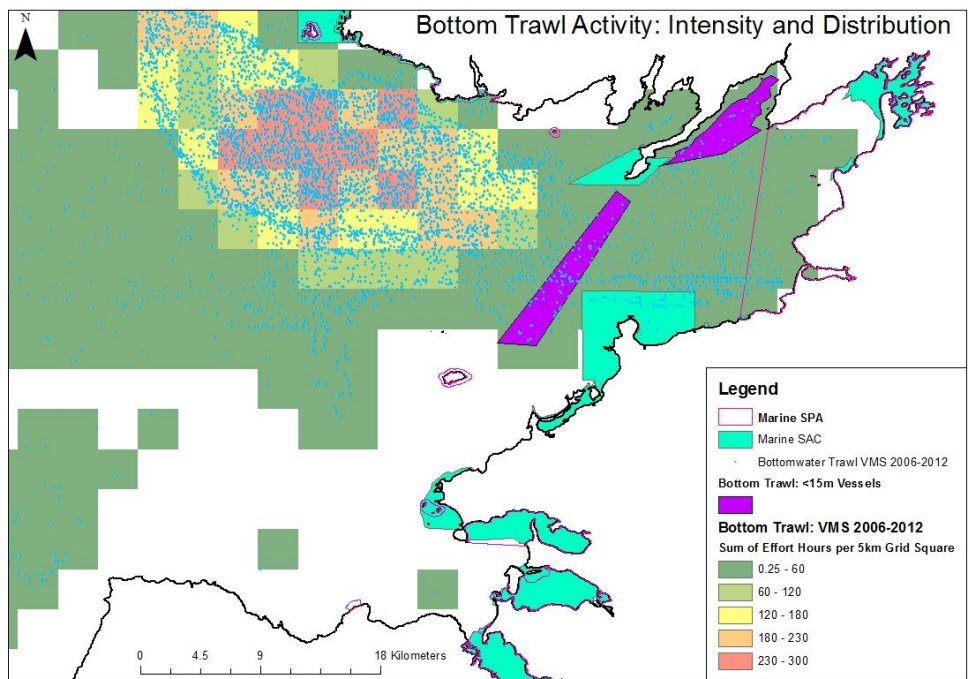 N
Bottom Trawl Activity: Intensity and Distribution
Legend
Marine SPA
Marine SAC
Bottomwater Trawl VMS 2006-2012
Bottom Trawl: <15m Vessels
Bottom Trawl: VMS 2006-2012
Sum of Effort Hours per 5km Grid Square
0.25 - 60
60 - 120
120 - 180
180 - 230
230 - 300
0 4.5 9 18 Kilometers